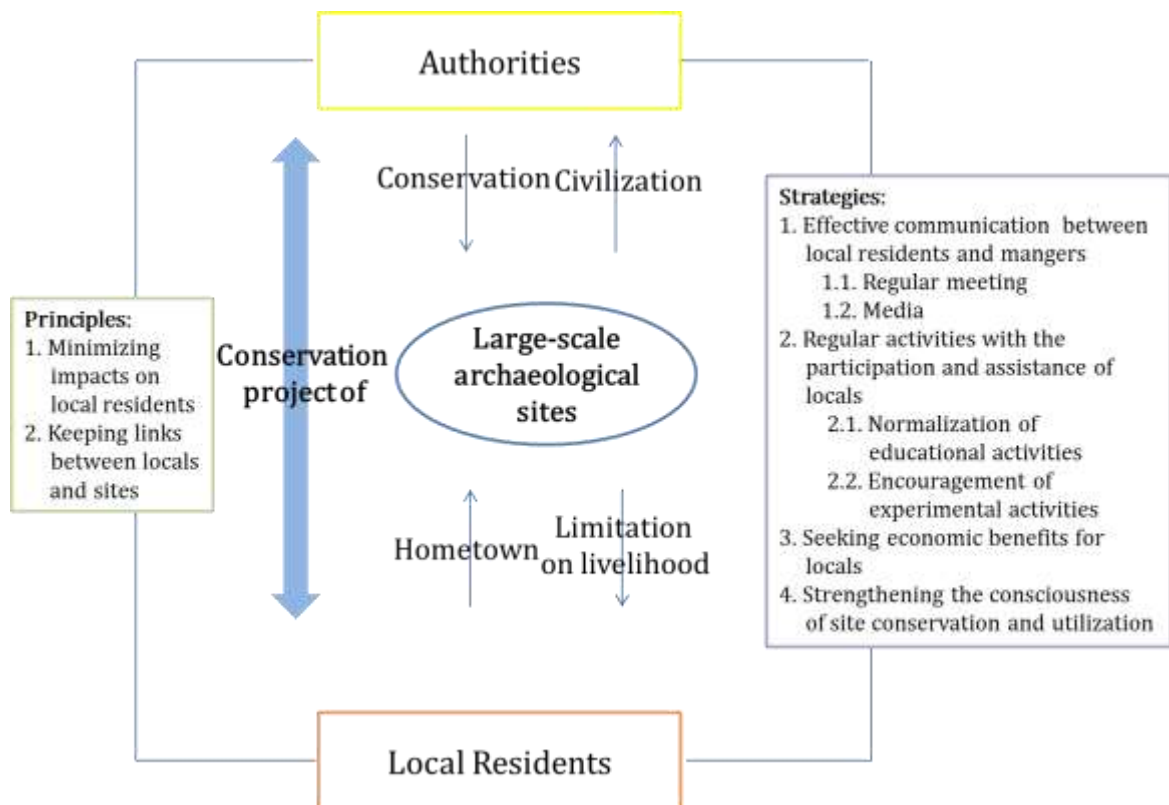 Authorities
Conservation
Civilization
Principles:
1. Minimizing
impacts on
local residents
2. Keeping links
between locals
and sites
Conservation
project of
Large-scale
archaeological
sites
Hometown
Limitation
on livelihood
Strategies:
1. Effective communication between
local residents and mangers
1.1. Regular meeting
1.2. Media
2. Regular activities with the
participation and assistance of
locals
2.1. Normalization of
educational activities
2.2. Encouragement of
experimental activities
3. Seeking economic benefits for
locals
4. Strengthening the consciousness
of site conservation and utilization
Local Residents